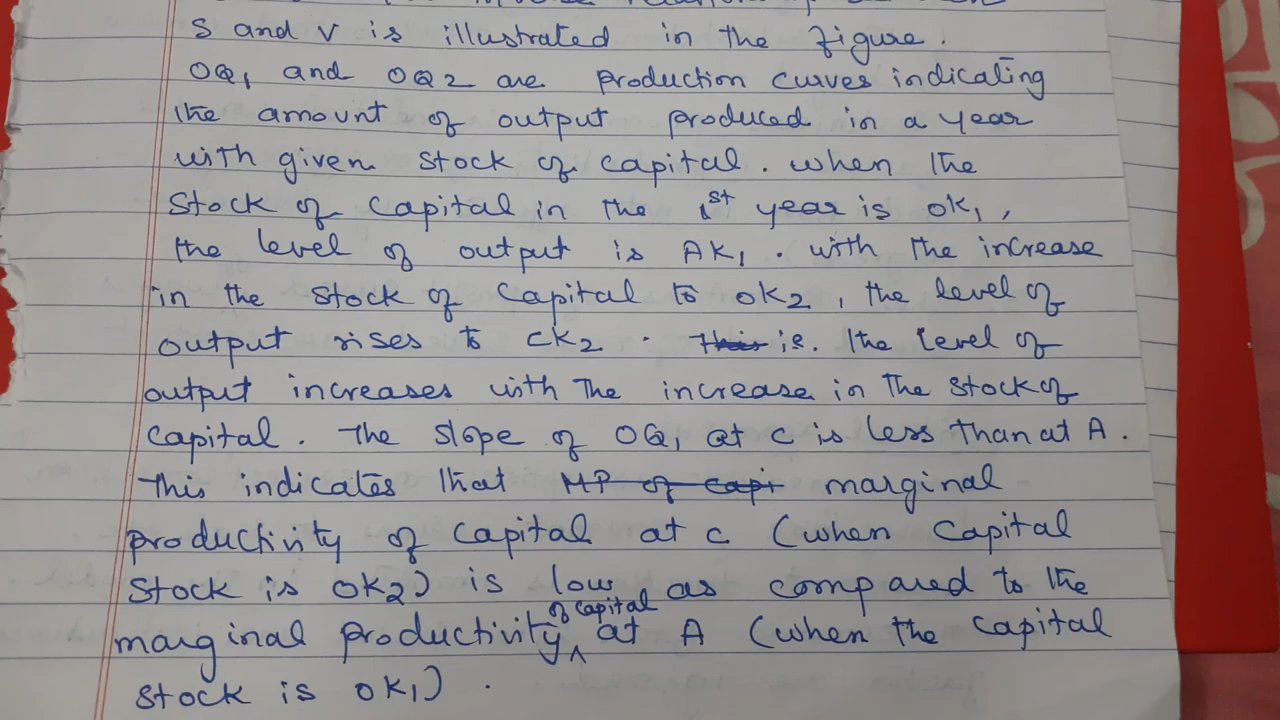 S and V is illustrated in the figure.
OQ1 and OQ2 are production curves indicating
the amount of output produced in a year
with given stock of capital. when the
stock of capital in the 1st year is OK1,
the level of output is AK1. with the increase
in the stock of capital to OK2, the level of
output rises to CK2. This ie. the level of
output increases with the increase in the stock of
capital. The slope of OQ1 at C is less than at A.
This indicates that MP of capi marginal
productivity of capital at C (when capital
stock is OK2) is low as compared to the
marginal productivity of capital at A (when the capital
stock is OK1).